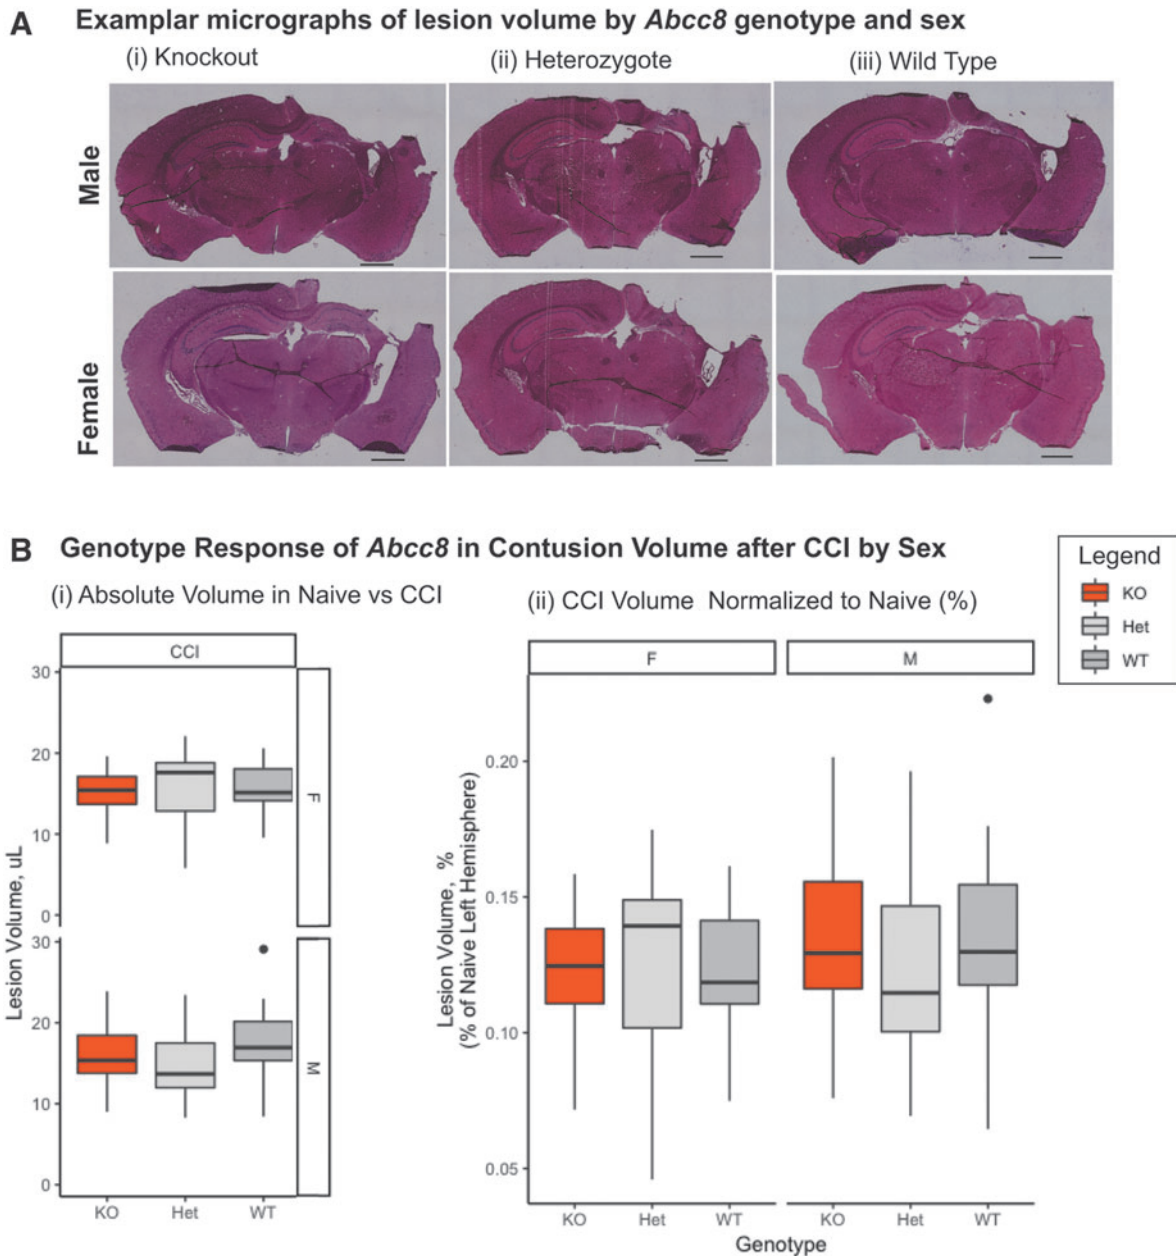 A Examplar micrographs of lesion volume by Abcc8 genotype and sex
(i) Knockout (ii) Heterozygote (iii) Wild Type
Male
Female
B Genotype Response of Abcc8 in Contusion Volume after CCI by Sex
Legend
KO
Het
WT
(i) Absolute Volume in Naive vs CCI
CCI
Lesion Volume, uL
30
20
10
0
F
30
20
10
0
M
KO Het WT
(ii) CCI Volume Normalized to Naive (%)
F M
Lesion Volume, %
(% of Naive Left Hemisphere)
0.20
0.15
0.10
0.05
KO Het WT KO Het WT
Genotype